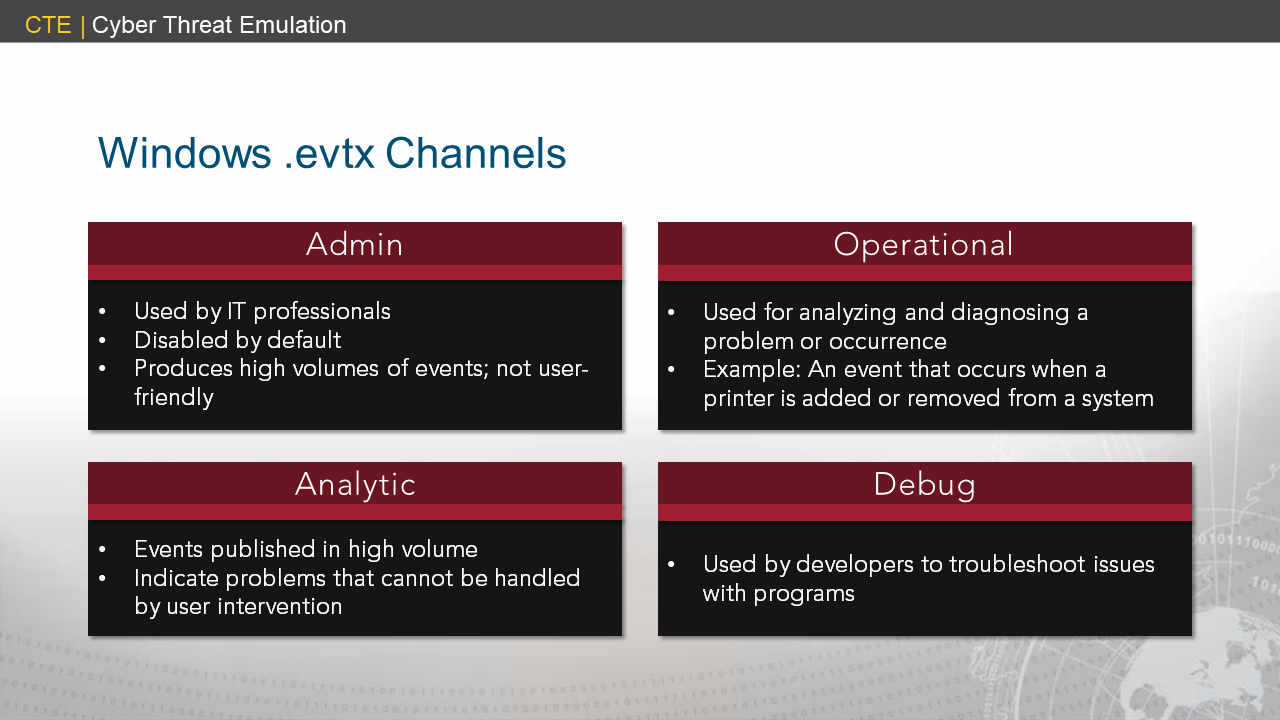 CTE | Cyber Threat Emulation
Windows .evtx Channels
Admin
• Used by IT professionals
• Disabled by default
• Produces high volumes of events; not user-
friendly
Operational
• Used for analyzing and diagnosing a
problem or occurrence
• Example: An event that occurs when a
printer is added or removed from a system
Analytic
• Events published in high volume
• Indicate problems that cannot be handled
by user intervention
Debug
• Used by developers to troubleshoot issues
with programs